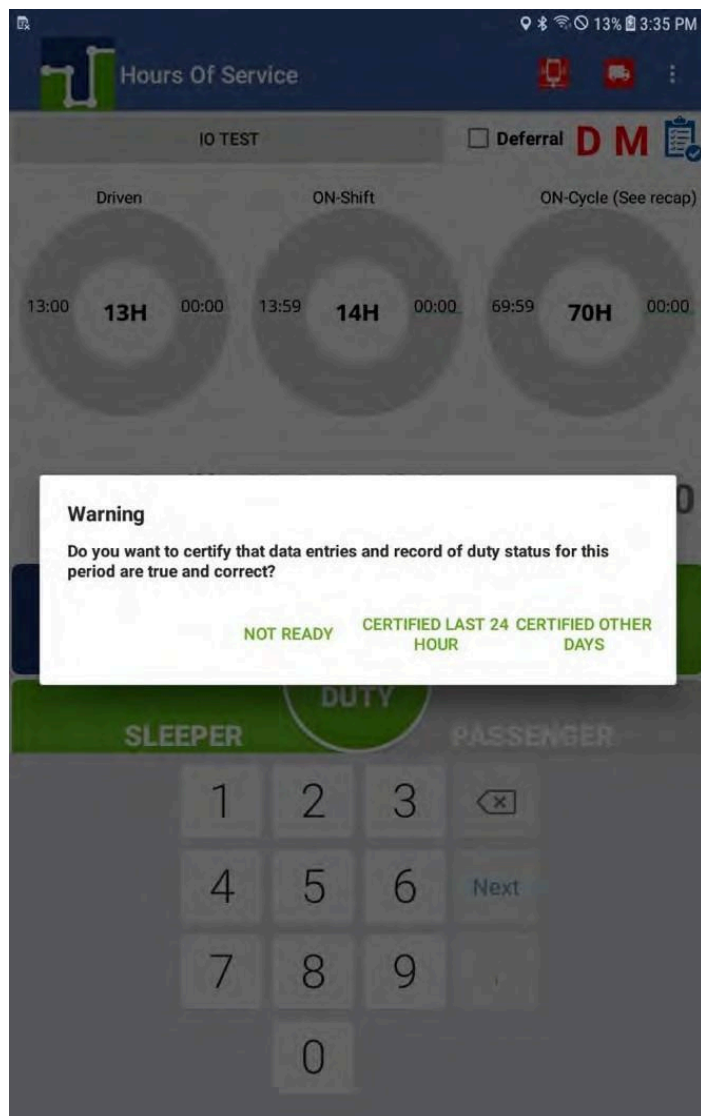 13% 3:35 PM
Hours Of Service
IO TEST
Deferral D M
Driven ON-Shift ON-Cycle (See recap)
13:00 13H 00:00 13:59 14H 00:00 69:59 70H 00:00
0
Warning
Do you want to certify that data entries and record of duty status for this
period are true and correct?
NOT READY
CERTIFIED LAST 24
HOUR
CERTIFIED OTHER
DAYS
DUTY
SLEEPER
PASSENGER
1 2 3
4 5 6 Next
7 8 9 ,
0